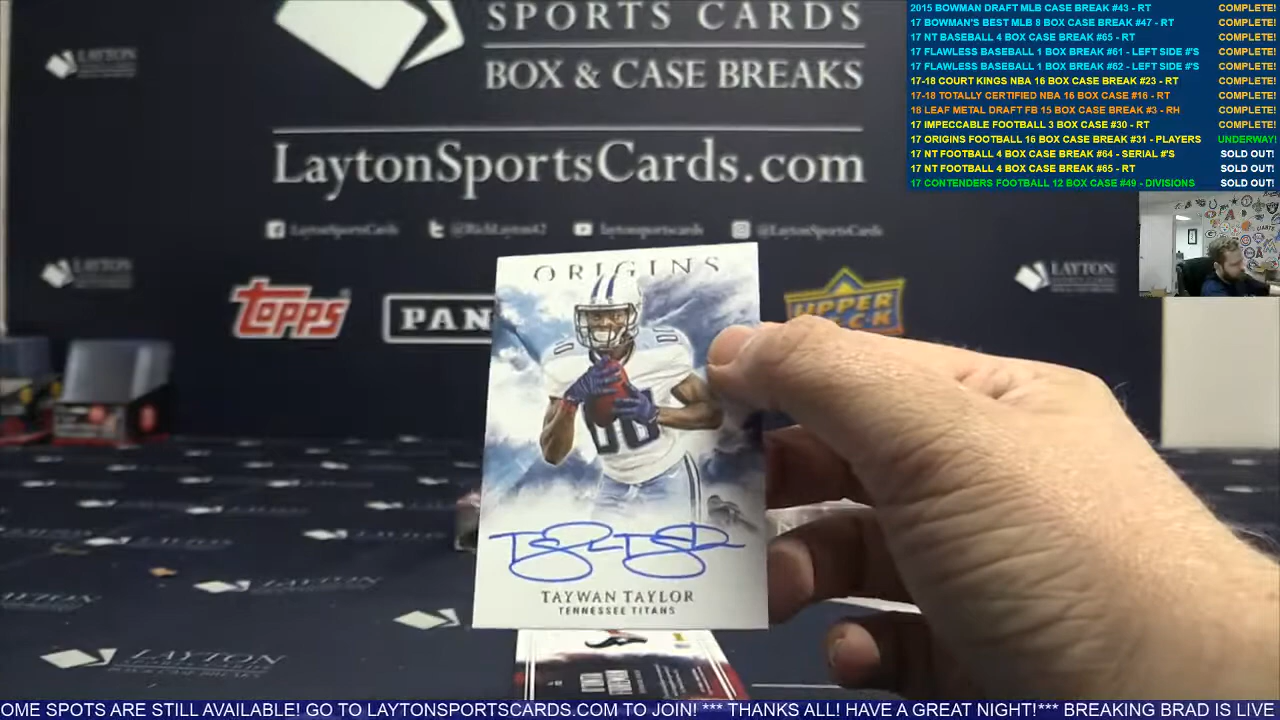 SPORTS CARDS
BOX & CASE BREAKS
LaytonSportsCards.com
LaytonSportsCards
@RichLayton42
laytonsportscards
@LaytonSportsCards
LAYTON
LAYTON
topps
PAN
UPPER
ORIGINS
00
TAYWAN TAYLOR
TENNESSEE TITANS
LAYTON
2015 BOWMAN DRAFT MLB CASE BREAK #43 - RT COMPLETE!
17 BOWMAN'S BEST MLB 8 BOX CASE BREAK #47 - RT COMPLETE!
17 NT BASEBALL 4 BOX CASE BREAK #65 - RT COMPLETE!
17 FLAWLESS BASEBALL 1 BOX BREAK #61 - LEFT SIDE #'S COMPLETE!
17 FLAWLESS BASEBALL 1 BOX BREAK #62 - LEFT SIDE #'S COMPLETE!
17-18 COURT KINGS NBA 16 BOX CASE BREAK #23 - RT COMPLETE!
17-18 TOTALLY CERTIFIED NBA 16 BOX CASE #16 - RT COMPLETE!
18 LEAF METAL DRAFT FB 15 BOX CASE BREAK #3 - RH COMPLETE!
17 IMPECCABLE FOOTBALL 3 BOX CASE #30 - RT COMPLETE!
17 ORIGINS FOOTBALL 16 BOX CASE BREAK #31 - PLAYERS UNDERWAY!
17 NT FOOTBALL 4 BOX CASE BREAK #64 - SERIAL #'S SOLD OUT!
17 NT FOOTBALL 4 BOX CASE BREAK #65 - RT SOLD OUT!
17 CONTENDERS FOOTBALL 12 BOX CASE #49 - DIVISIONS SOLD OUT!
OME SPOTS ARE STILL AVAILABLE! GO TO LAYTONSPORTSCARDS.COM TO JOIN! *** THANKS ALL! HAVE A GREAT NIGHT!*** BREAKING BRAD IS LIVE